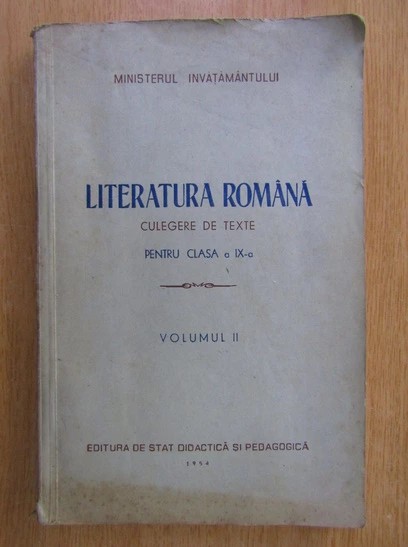 MINISTERUL INVĂȚĂMÂNTULUI
LITERATURA ROMÂNĂ
CULEGERE DE TEXTE
PENTRU CLASA a IX-a
VOLUMUL II
EDITURA DE STAT DIDACTICĂ ȘI PEDAGOGICĂ
1954